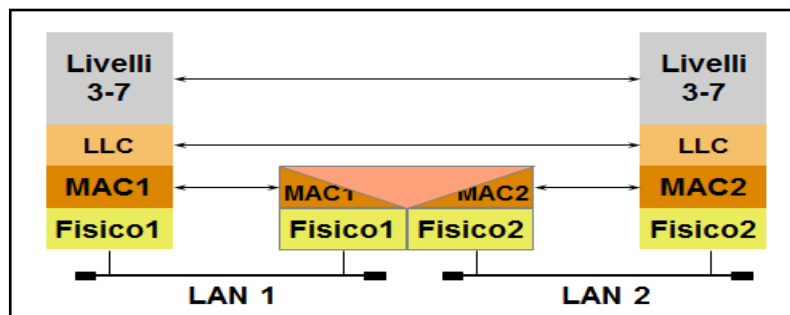 Livelli
3-7
Livelli
3-7
LLC
LLC
MAC1
MAC1
MAC2
MAC2
Fisico1
Fisico1
Fisico2
Fisico2
LAN 1
LAN 2